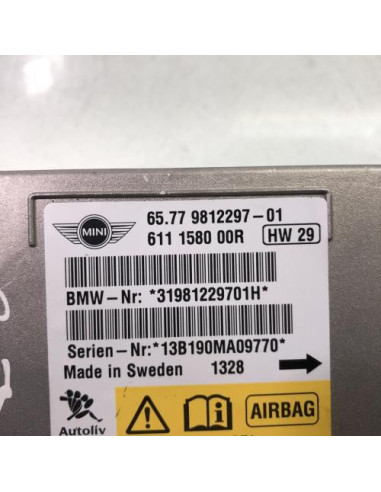 MINI
65.77 9812297-01
611 1580 00R HW 29
BMW-Nr: *31981229701H*
Serien-Nr:*13B190MA09770*
Made in Sweden 1328
Autoliv AIRBAG